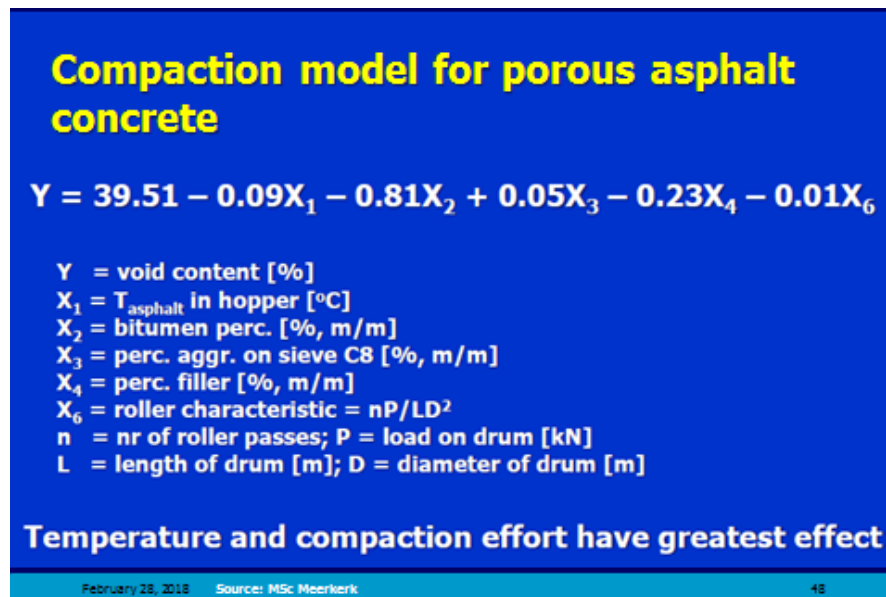 Compaction model for porous asphalt
concrete
Y = 39.51 – 0.09X₁ – 0.81X₂ + 0.05X₃ – 0.23X₄ – 0.01X₆
Y = void content [%]
X₁ = Tasphalt in hopper [ºC]
X₂ = bitumen perc. [%, m/m]
X₃ = perc. aggr. on sieve C8 [%, m/m]
X₄ = perc. filler [%, m/m]
X₆ = roller characteristic = nP/LD²
n = nr of roller passes; P = load on drum [kN]
L = length of drum [m]; D = diameter of drum [m]
Temperature and compaction effort have greatest effect
February 28, 2018 Source: MSc Meerkerk 48